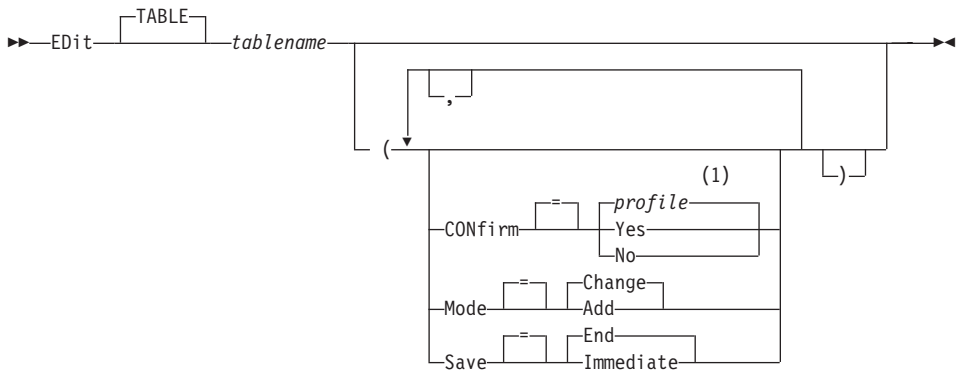 TABLE
EDit tablename
,
(
(1) )
= profile
CONfirm Yes
No
= Change
Mode Add
= End
Save Immediate